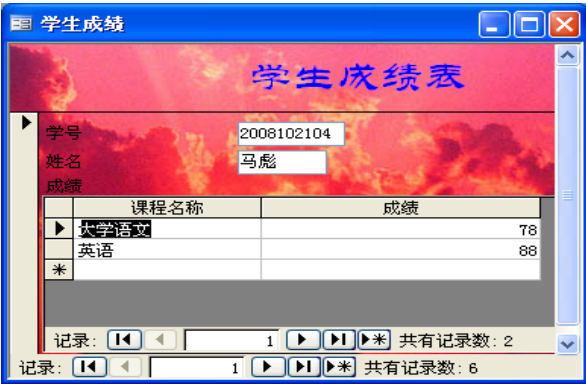 学生成绩
学生成绩表
学号 2008102104
姓名 马彪
成绩
课程名称 成绩
大学语文 78
英语 88
记录: 1 共有记录数: 2
记录: 1 共有记录数: 6